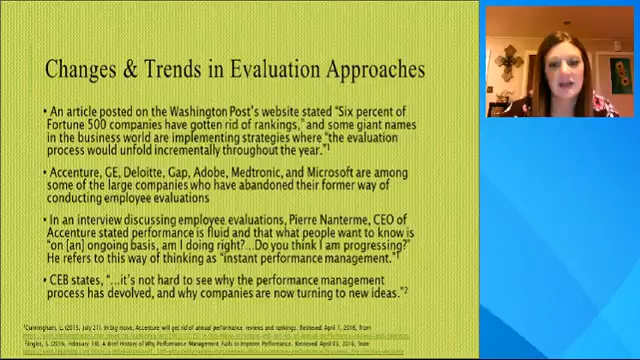 Changes & Trends in Evaluation Approaches
• An article posted on the Washington Post's website stated "Six percent of
Fortune 500 companies have gotten rid of rankings," and some giant names
in the business world are implementing strategies where "the evaluation
process would unfold incrementally throughout the year."1
• Accenture, GE, Deloitte, Gap, Adobe, Medtronic, and Microsoft are among
some of the large companies who have abandoned their former way of
conducting employee evaluations
• In an interview discussing employee evaluations, Pierre Nanterme, CEO of
Accenture stated performance is fluid and that what people want to know is
"on [an] ongoing basis, am I doing right?...Do you think I am progressing?"
He refers to this way of thinking as "instant performance management."1
• CEB states, "...it's not hard to see why the performance management
process has devolved, and why companies are now turning to new ideas."2
1Cunningham, L. (2015, July 27). In big move, Accenture will get rid of annual performance reviews and rankings. Retrieved April 1, 2016, from
S. (2016, February 18). A Brief History of Why Performance Management Fails to Improve Performance. Retrieved April 05, 2016, from